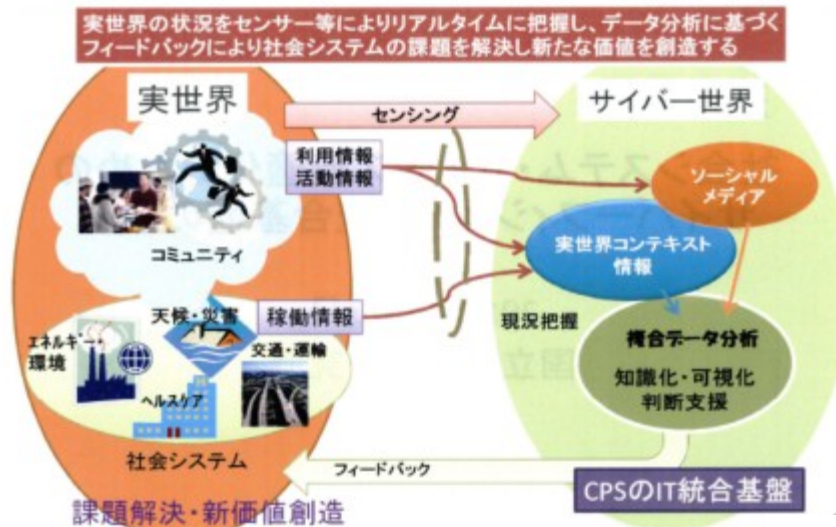 実世界の状況をセンサー等によりリアルタイムに把握し、データ分析に基づく
フィードバックにより社会システムの課題を解決し新たな価値を創造する
実世界
センシング
サイバー世界
利用情報
活動情報
ソーシャル
メディア
コミュニティ
実世界コンテキスト
情報
天候・災害
稼働情報
現況把握
エネルギー・
環境
交通・運輸
複合データ分析
知識化・可視化
判断支援
ヘルスケア
社会システム
フィードバック
CPSのIT統合基盤
課題解決・新価値創造